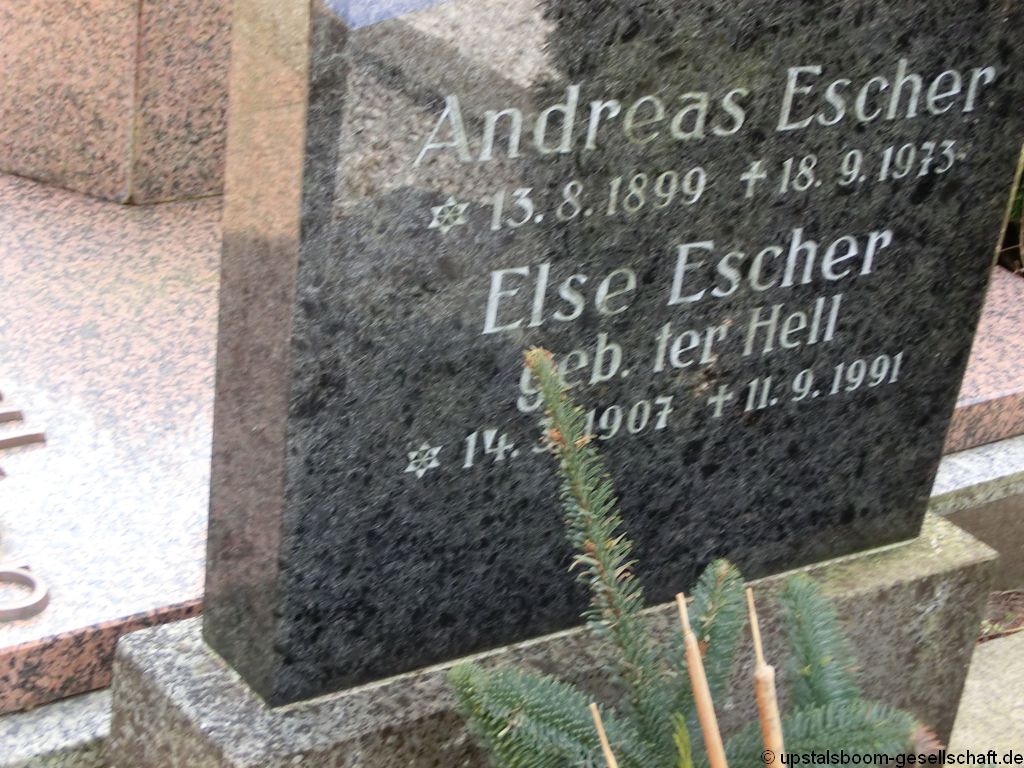 Andreas Escher
✡ 13. 8. 1899 ✝ 18. 9. 1973
Else Escher
geb. ter Hell
✡ 14. 1907 ✝ 11. 9. 1991
© upstalsboom-gesellschaft.de